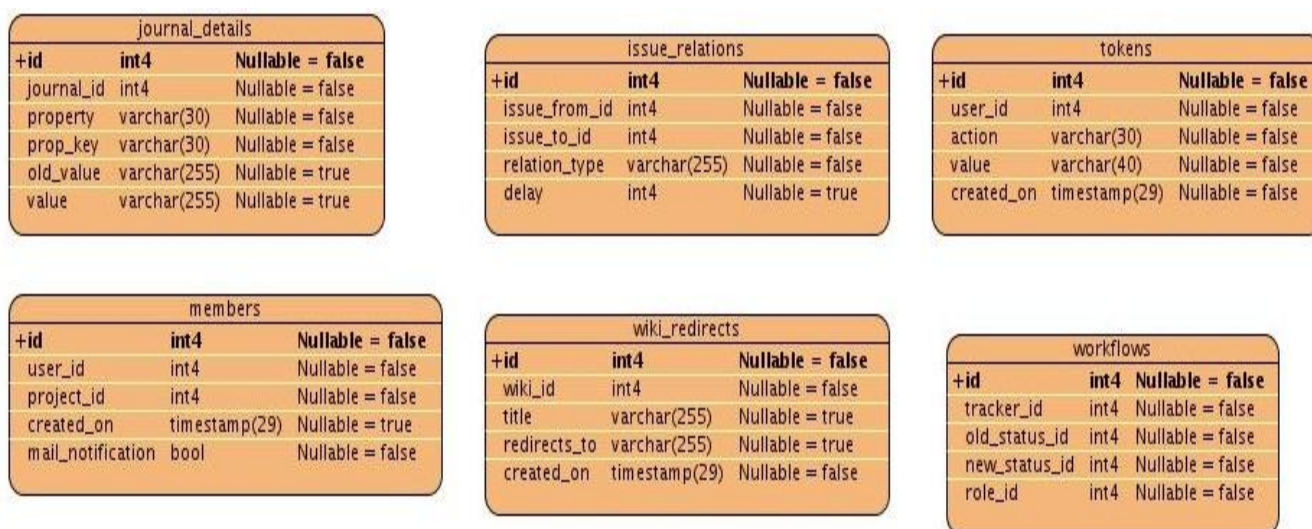 journal_details
+id int4 Nullable = false
journal_id int4 Nullable = false
property varchar(30) Nullable = false
prop_key varchar(30) Nullable = false
old_value varchar(255) Nullable = true
value varchar(255) Nullable = true
issue_relations
+id int4 Nullable = false
issue_from_id int4 Nullable = false
issue_to_id int4 Nullable = false
relation_type varchar(255) Nullable = false
delay int4 Nullable = true
tokens
+id int4 Nullable = false
user_id int4 Nullable = false
action varchar(30) Nullable = false
value varchar(40) Nullable = false
created_on timestamp(29) Nullable = false
members
+id int4 Nullable = false
user_id int4 Nullable = false
project_id int4 Nullable = false
created_on timestamp(29) Nullable = true
mail_notification bool Nullable = false
wiki_redirects
+id int4 Nullable = false
wiki_id int4 Nullable = false
title varchar(255) Nullable = true
redirects_to varchar(255) Nullable = true
created_on timestamp(29) Nullable = false
workflows
+id int4 Nullable = false
tracker_id int4 Nullable = false
old_status_id int4 Nullable = false
new_status_id int4 Nullable = false
role_id int4 Nullable = false